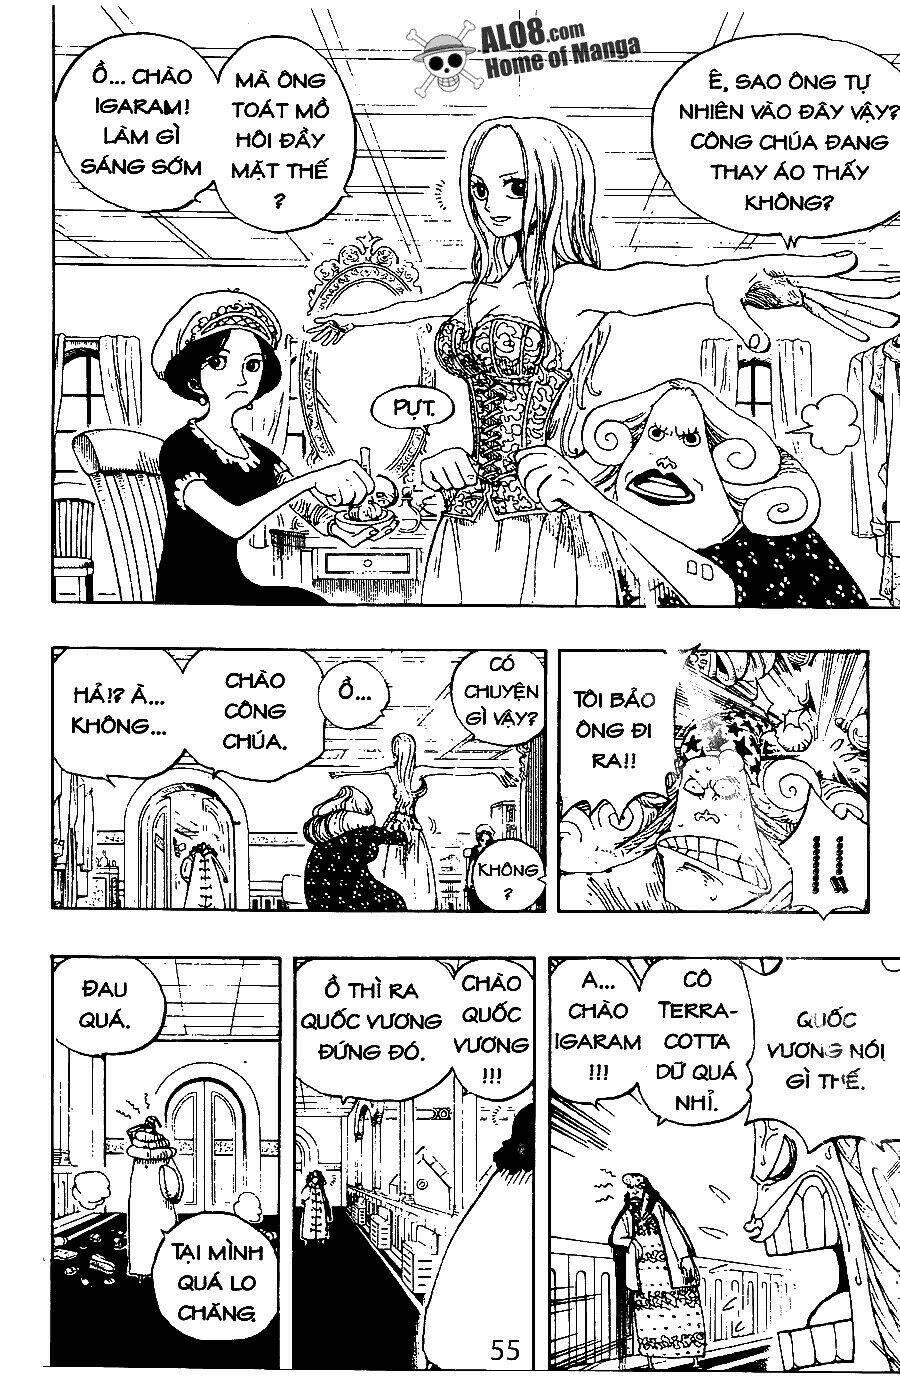 AL08.com
Home of Manga
Ê, SAO ÔNG TỰ
NHIÊN VÀO ĐÂY VẬY?
CÔNG CHÚA ĐANG
THAY ÁO THẤY
KHÔNG?
MÀ ÔNG
TOÁT MỒ
HÔI ĐẦY
MẶT THẾ
?
Ồ... CHÀO
IGARAM!
LÀM GÌ
SÁNG SỚM
PỰT.
TÔI BẢO
ÔNG ĐI
RA!!
CÓ
CHUYỆN
GÌ VẬY?
KHÔNG
?
Ồ...
CHÀO
CÔNG
CHÚA.
HẢ!? À...
KHÔNG...
QUỐC
VƯƠNG NÓI
GÌ THẾ.
CÔ
TERRA-
COTTA
DỮ QUÁ
NHỈ.
A...
CHÀO
IGARAM
!!!
CHÀO
QUỐC
VƯƠNG
!!!
Ồ THÌ RA
QUỐC VƯƠNG
ĐỨNG ĐÓ.
ĐAU
QUÁ.
TẠI MÌNH
QUÁ LO
CHĂNG.
55